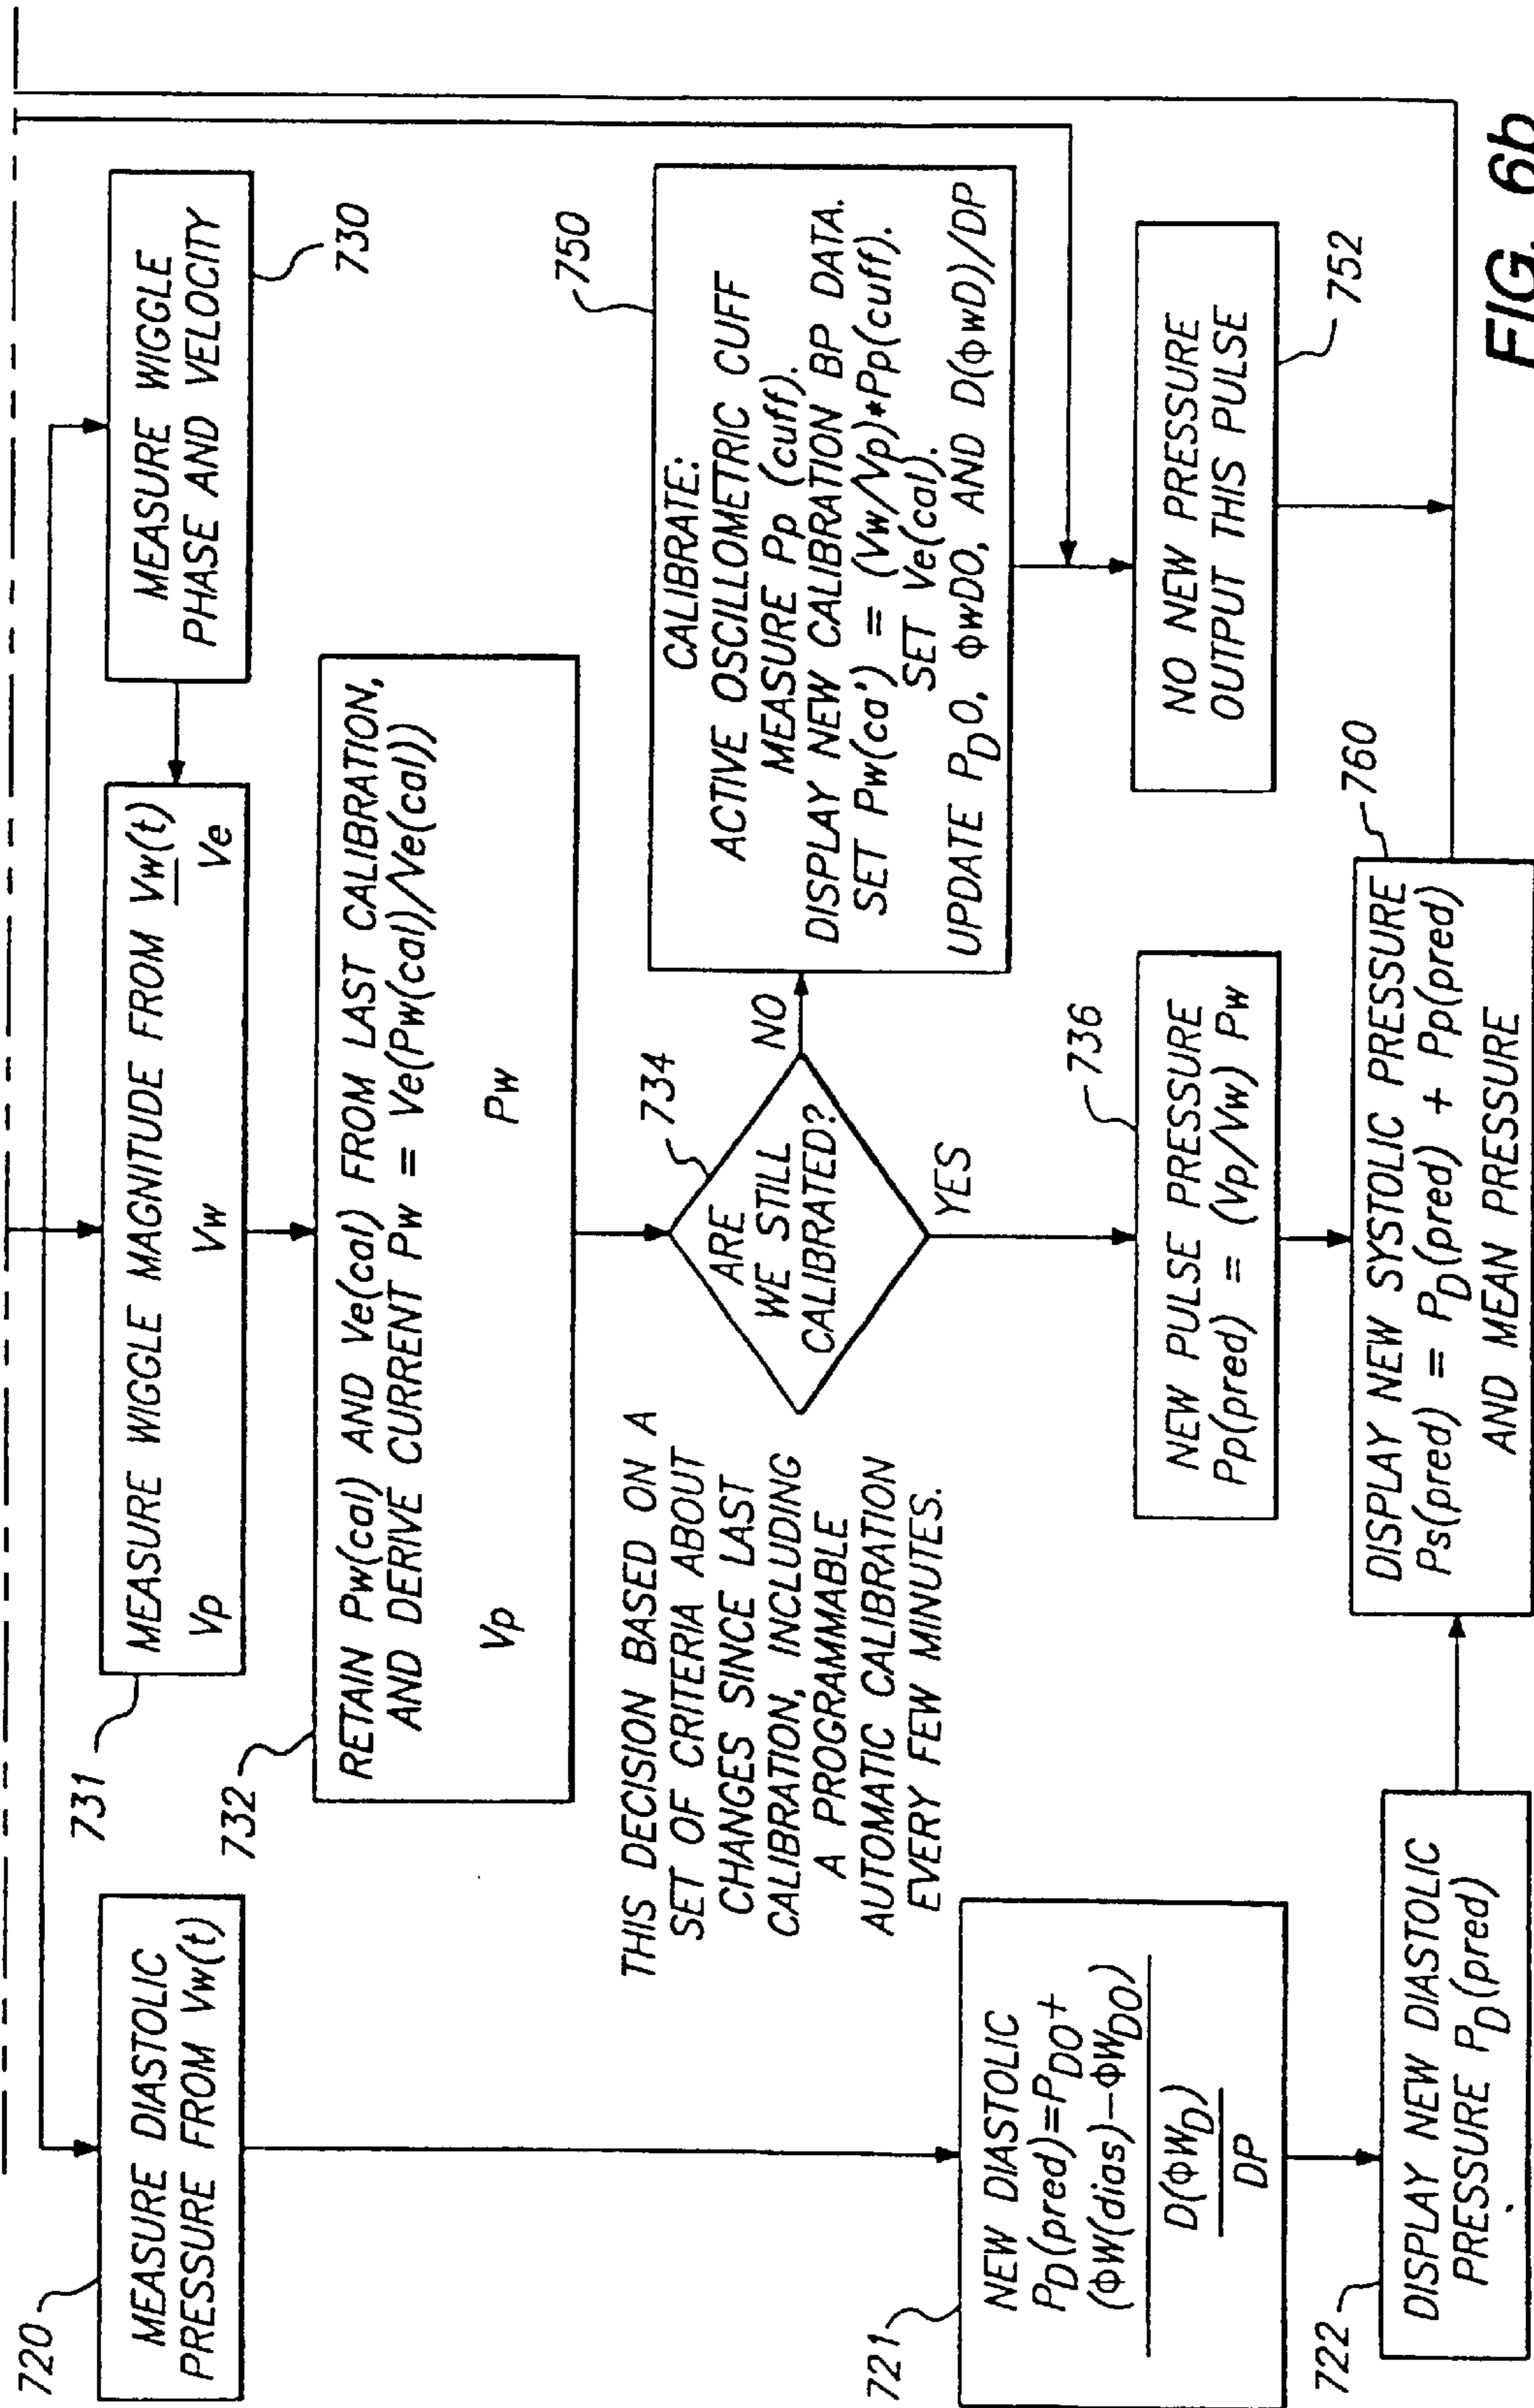 720
MEASURE DIASTOLIC
PRESSURE FROM Vw(t)
731
MEASURE WIGGLE MAGNITUDE FROM Vw(t)
Vp Vw Ve
MEASURE WIGGLE
PHASE AND VELOCITY
730
732
RETAIN Pw(cal) AND Ve(cal) FROM LAST CALIBRATION,
AND DERIVE CURRENT Pw = Ve(Pw(cal)/Ve(cal))
Vp Pw
THIS DECISION BASED ON A
SET OF CRITERIA ABOUT
CHANGES SINCE LAST
CALIBRATION, INCLUDING
A PROGRAMMABLE
AUTOMATIC CALIBRATION
EVERY FEW MINUTES.
734
ARE
WE STILL
CALIBRATED?
NO
YES
750
CALIBRATE:
ACTIVE OSCILLOMETRIC CUFF
MEASURE Pp (cuff).
DISPLAY NEW CALIBRATION BP DATA.
SET Pw(ca') = (Vw/Vp)*Pp(cuff).
SET Ve(cal).
UPDATE PDO, ΦwDO, AND D(ΦwD)/DP
721
NEW DIASTOLIC
PD(pred)=PDO+
(ΦW(dias)-ΦWDO)
D(ΦWD)
DP
736
NEW PULSE PRESSURE
Pp(pred) = (Vp/Vw) Pw
NO NEW PRESSURE
OUTPUT THIS PULSE
752
722
DISPLAY NEW DIASTOLIC
PRESSURE PD(pred)
760
DISPLAY NEW SYSTOLIC PRESSURE
Ps(pred) = PD(pred) + Pp(pred)
AND MEAN PRESSURE
FIG. 6b